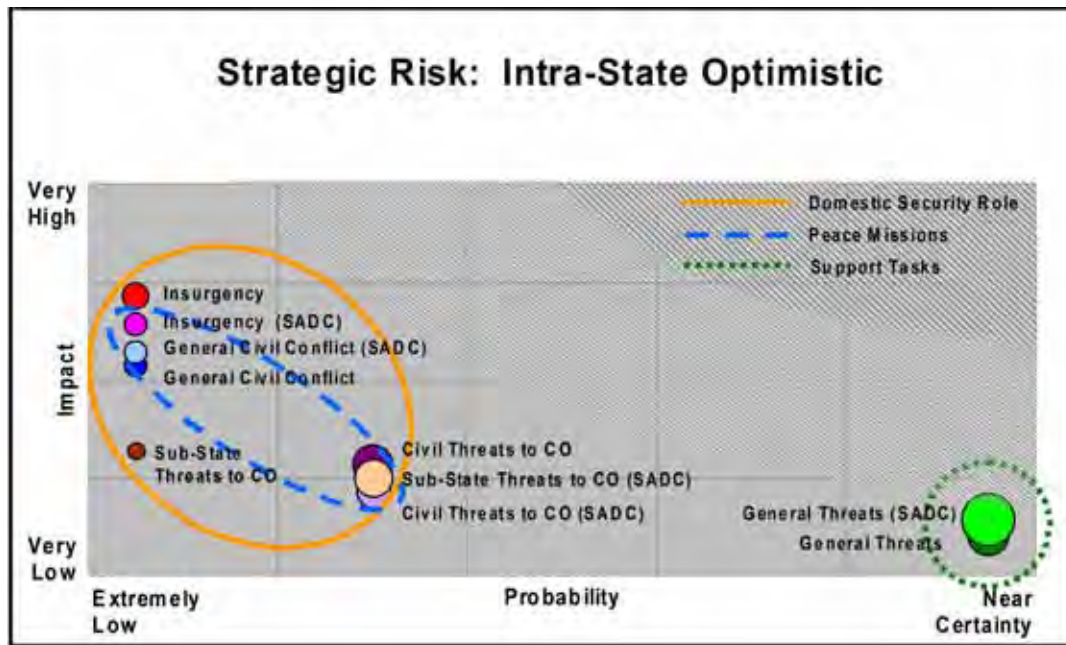 Strategic Risk: Intra-State Optimistic
Very
High
Domestic Security Role
Peace Missions
Support Tasks
Insurgency
Insurgency (SADC)
General Civil Conflict (SADC)
General Civil Conflict
Impact
Sub-State
Threats to CO
Civil Threats to CO
Sub-State Threats to CO (SADC)
Civil Threats to CO (SADC)
General Threats (SADC)
General Threats
Very
Low
Extremely
Low
Probability
Near
Certainty